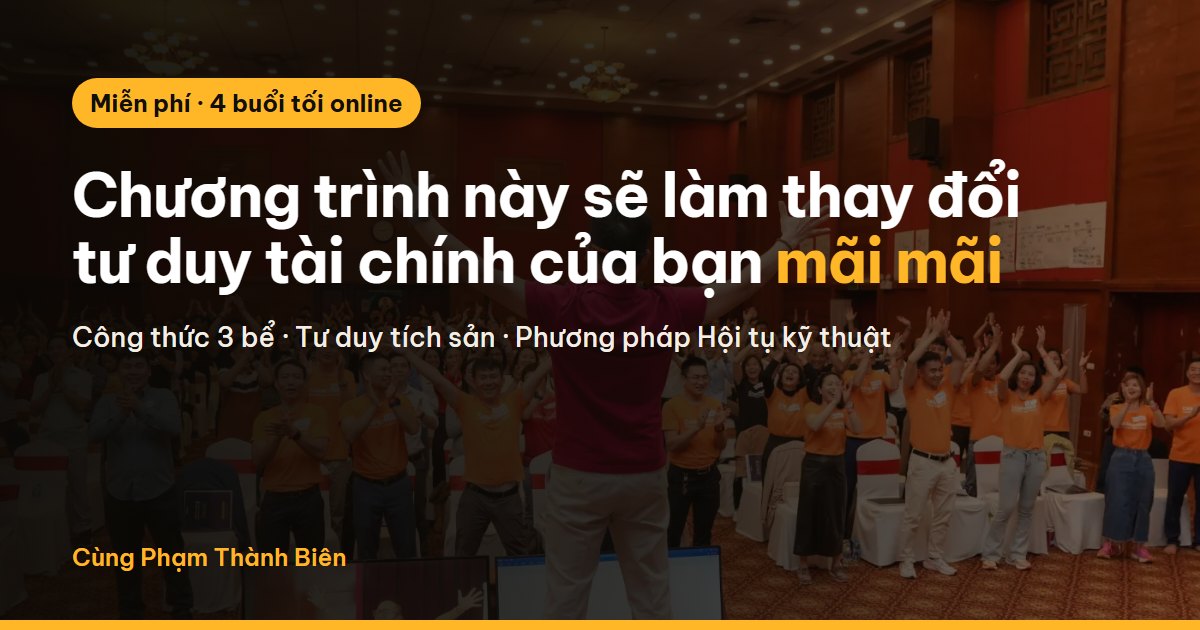 Miễn phí · 4 buổi tối online
Chương trình này sẽ làm thay đổi
tư duy tài chính của bạn mãi mãi
Công thức 3 bể · Tư duy tích sản · Phương pháp Hội tụ kỹ thuật
Cùng Phạm Thành Biên